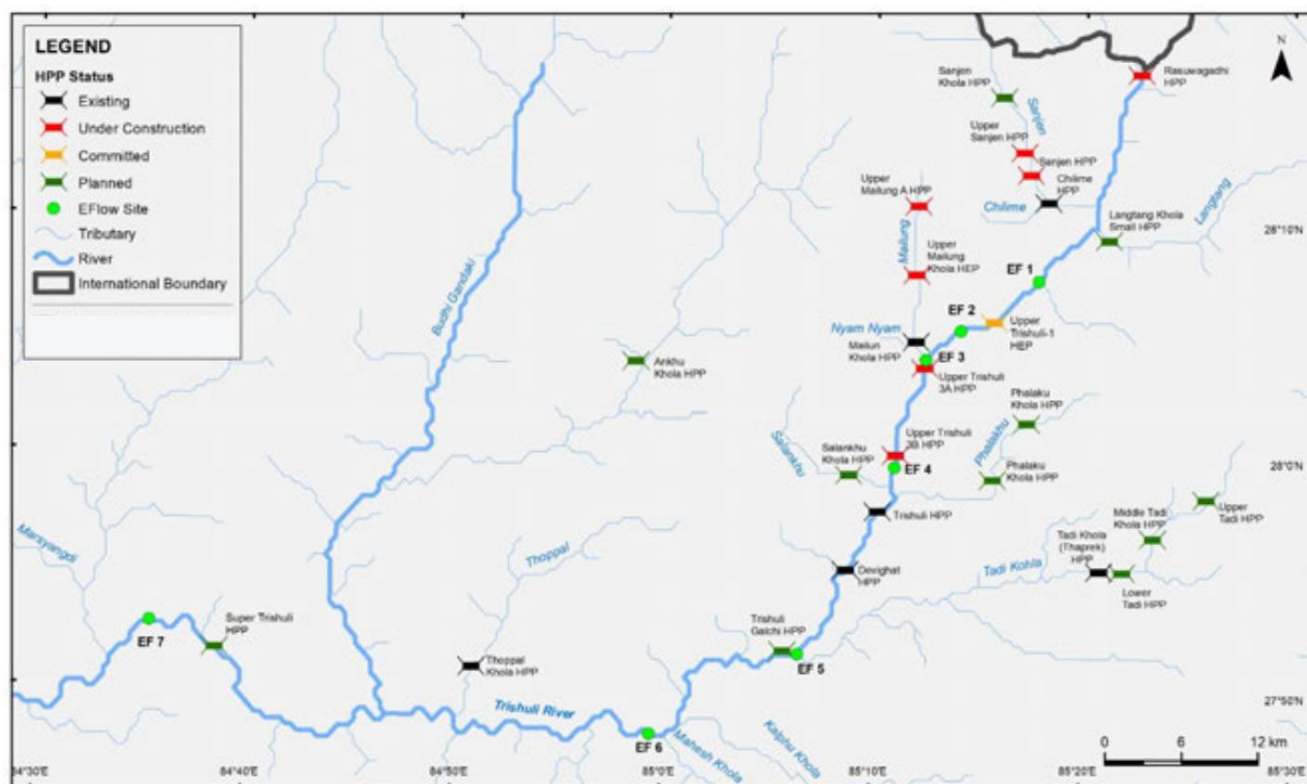 LEGEND
HPP Status
Existing
Under Construction
Committed
Planned
EFlow Site
Tributary
River
International Boundary
N
Rasuwagadhi
HPP
Sanjen
Khola HPP
Sanjen
Upper
Sanjen HPP
Sanjen HPP
Chilime
HPP
Chilime
Upper
Mailung A HPP
Mailung
Upper
Mailung
Khola HEP
Langtang Khola
Small HPP
Langtang
28°10'N
EF 1
EF 2
Upper
Trishuli-1
HEP
Nyam Nyam
Mailun
Khola HPP
EF 3
Upper Trishuli
3A HPP
Budhi Gandaki
Ankhu
Khola HPP
Phalaku
Khola HPP
Phalakhu
Upper Trishuli
3B HPP
Salankhu
Salankhu
Khola HPP
EF 4
Phalaku
Khola HPP
28°0'N
Trishuli HPP
Middle Tadi
Khola HPP
Upper
Tadi HPP
Tadi Khola
(Thaprek)
HPP
Marsyangdi
Thoppal
Devighat
HPP
Tadi Kohla
Lower
Tadi HPP
EF 7
Super Trishuli
HPP
Trishuli
Galchi HPP
EF 5
Thoppal
Khola HPP
Trishuli River
27°50'N
EF 6
Mahesh Khola
Kalphu Khola
0 6 12 km
84°30'E 84°40'E 84°50'E 85°0'E 85°10'E 85°20'E 85°30'E